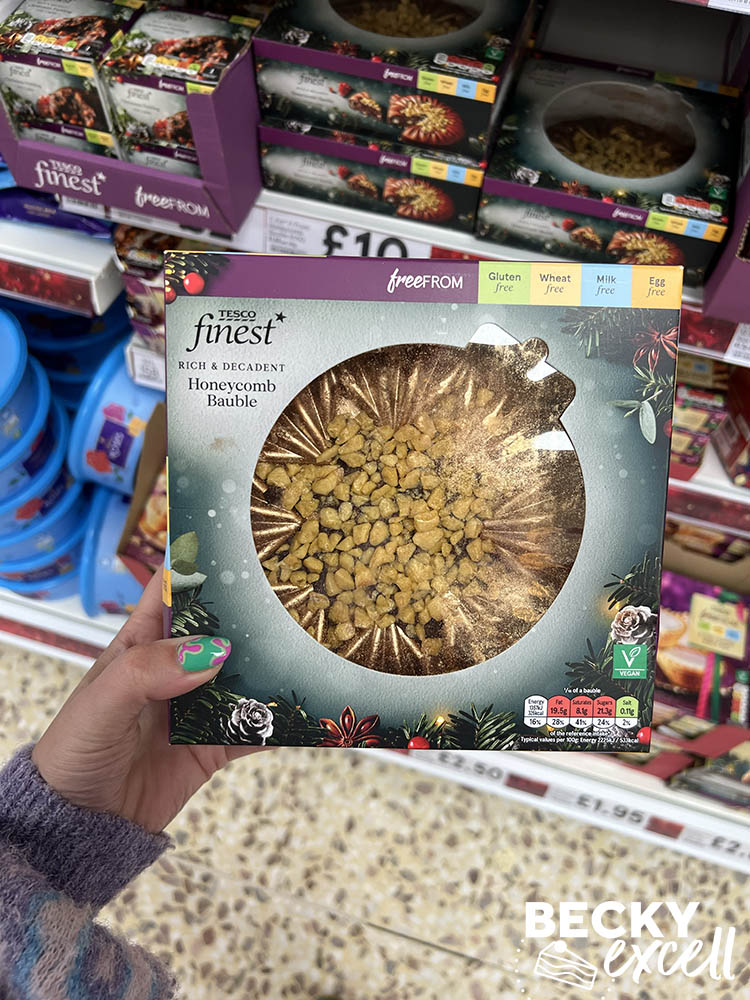 TESCO
finest*
freeFROM
£10
freeFROM
Gluten
free
Wheat
free
Milk
free
Egg
free
TESCO
finest*
RICH & DECADENT
Honeycomb
Bauble
V
VEGAN
of a bauble
Energy
Fat
Saturates
Sugars
Salt
19.5g
8.1g
21.3g
0.11g
16%
28%
41%
24%
2%
of the reference intake
£2.50
£1.95
BECKY
excell